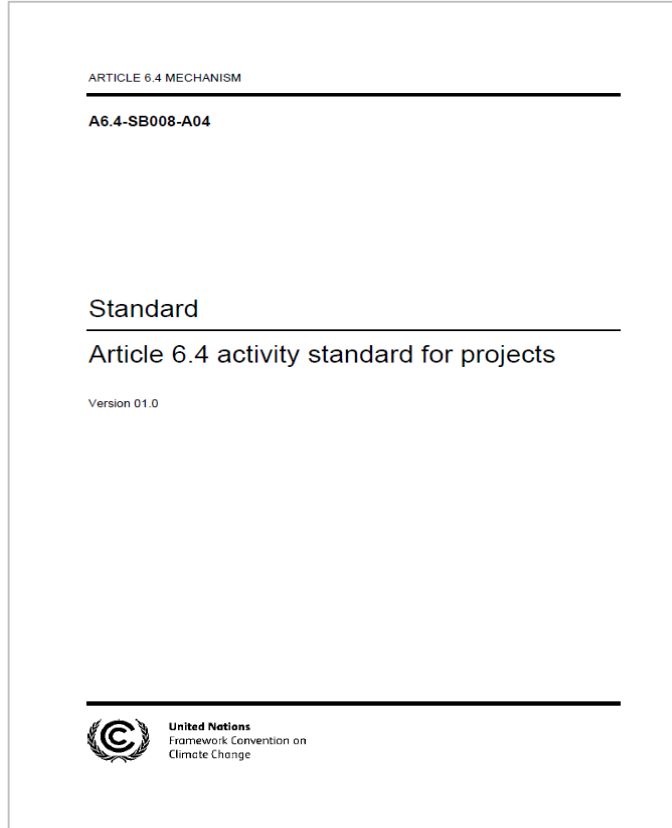 ARTICLE 6.4 MECHANISM
A6.4-SB008-A04
Standard
Article 6.4 activity standard for projects
Version 01.0
United Nations
Framework Convention on
Climate Change